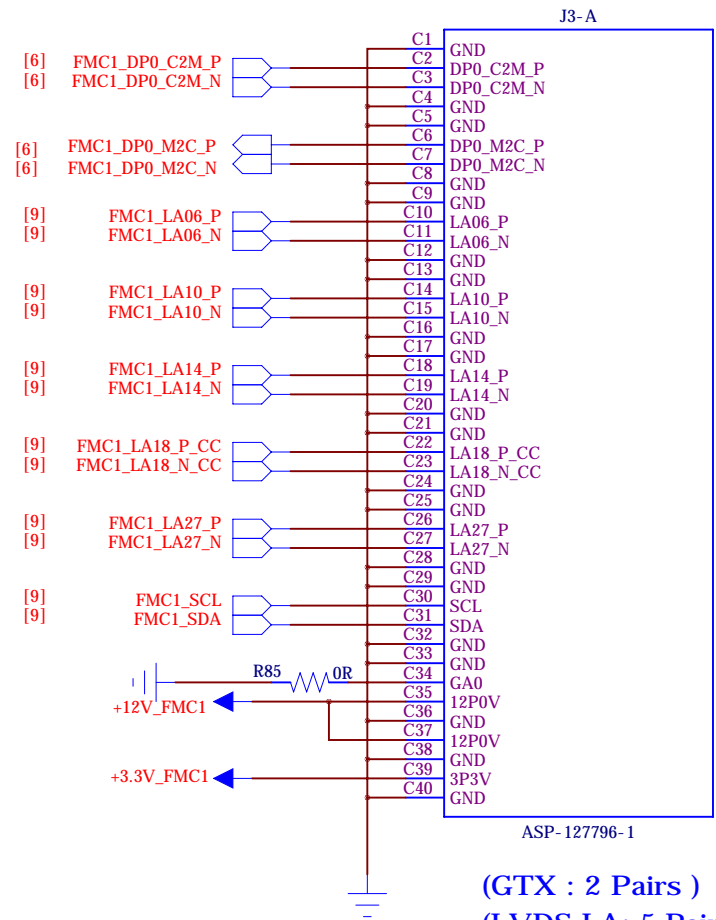 J3-A
C1 GND
[6] FMC1_DP0_C2M_P C2 DP0_C2M_P
[6] FMC1_DP0_C2M_N C3 DP0_C2M_N
C4 GND
C5 GND
[6] FMC1_DP0_M2C_P C6 DP0_M2C_P
[6] FMC1_DP0_M2C_N C7 DP0_M2C_N
C8 GND
C9 GND
[9] FMC1_LA06_P C10 LA06_P
[9] FMC1_LA06_N C11 LA06_N
C12 GND
C13 GND
[9] FMC1_LA10_P C14 LA10_P
[9] FMC1_LA10_N C15 LA10_N
C16 GND
C17 GND
[9] FMC1_LA14_P C18 LA14_P
[9] FMC1_LA14_N C19 LA14_N
C20 GND
C21 GND
[9] FMC1_LA18_P_CC C22 LA18_P_CC
[9] FMC1_LA18_N_CC C23 LA18_N_CC
C24 GND
C25 GND
[9] FMC1_LA27_P C26 LA27_P
[9] FMC1_LA27_N C27 LA27_N
C28 GND
C29 GND
[9] FMC1_SCL C30 SCL
[9] FMC1_SDA C31 SDA
C32 GND
C33 GND
R85 0R C34 GA0
+12V_FMC1 C35 12P0V
C36 GND
C37 12P0V
C38 GND
+3.3V_FMC1 C39 3P3V
C40 GND
ASP-127796-1
(GTX : 2 Pairs )
(LVDS LA: 5 Pair